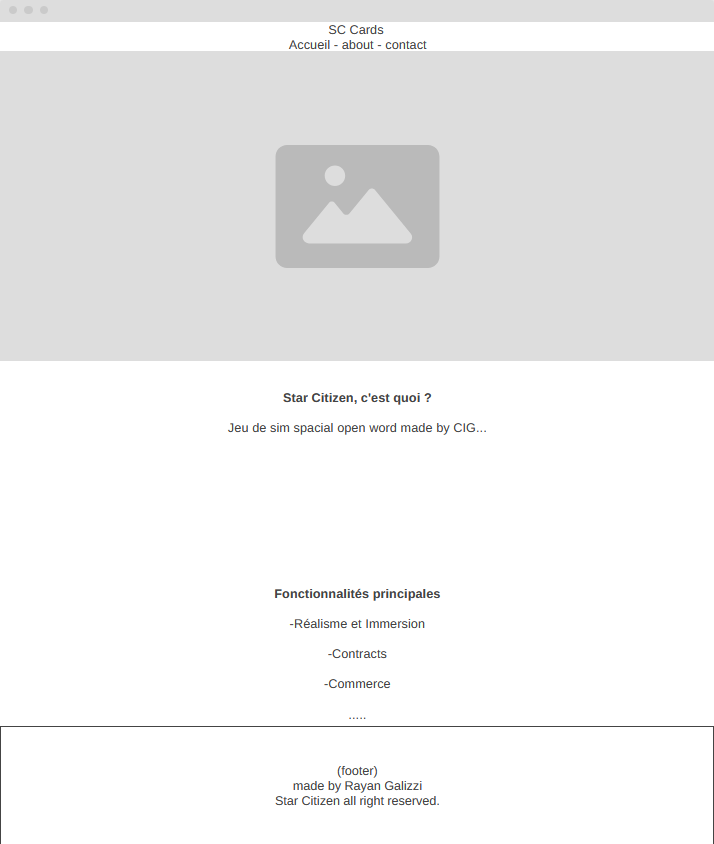 SC Cards
Accueil - about - contact
Star Citizen, c'est quoi ?
Jeu de sim spacial open word made by CIG...
Fonctionnalités principales
-Réalisme et Immersion
-Contracts
-Commerce
.....
(footer)
made by Rayan Galizzi
Star Citizen all right reserved.